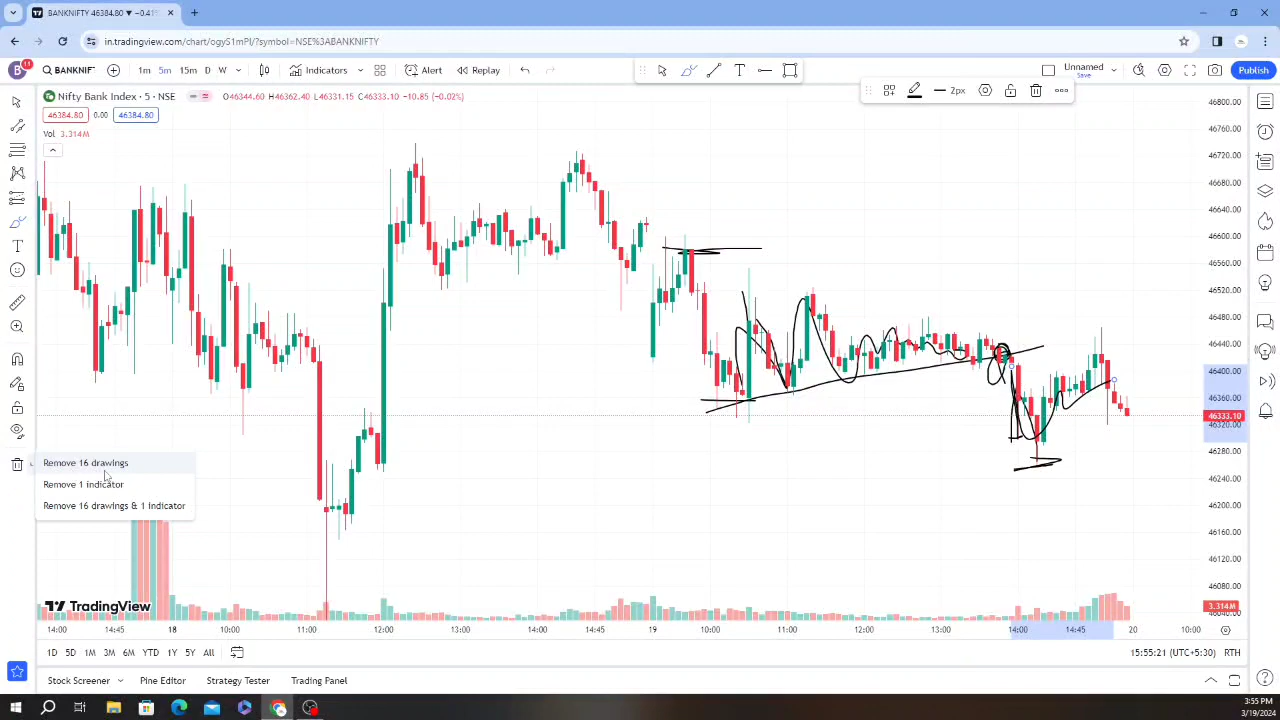 BANKNIFTY 46384.80 ▼ −0.41%
in.tradingview.com/chart/ogyS1mPl/?symbol=NSE%3ABANKNIFTY
B 11 BANKNIF 1m 5m 15m D W Indicators Alert Replay Unnamed Save Publish
Nifty Bank Index · 5 · NSE O46344.60 H46362.40 L46331.15 C46333.10 −10.85 (−0.02%)
2px
46384.80 0.00 46384.80
Vol 3.314M
46800.00
46760.00
46720.00
46680.00
46640.00
46600.00
46560.00
46520.00
46480.00
46440.00
46400.00
46360.00
46333.10
46320.00
46280.00
46240.00
46200.00
46160.00
46120.00
46080.00
3.314M
46040.00
Remove 16 drawings
Remove 1 indicator
Remove 16 drawings & 1 indicator
TradingView
14:00 14:45 18 10:00 11:00 12:00 13:00 14:00 14:45 19 10:00 11:00 12:00 13:00 14:00 14:45 20 10:00
1D 5D 1M 3M 6M YTD 1Y 5Y All 15:55:21 (UTC+5:30) RTH
Stock Screener Pine Editor Strategy Tester Trading Panel
3:55 PM
3/19/2024